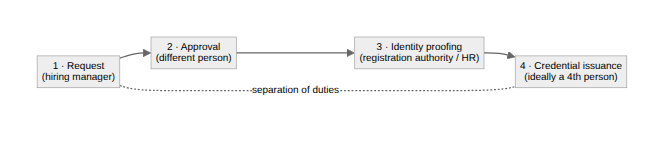 1 · Request
(hiring manager)
2 · Approval
(different person)
3 · Identity proofing
(registration authority / HR)
4 · Credential issuance
(ideally a 4th person)
separation of duties